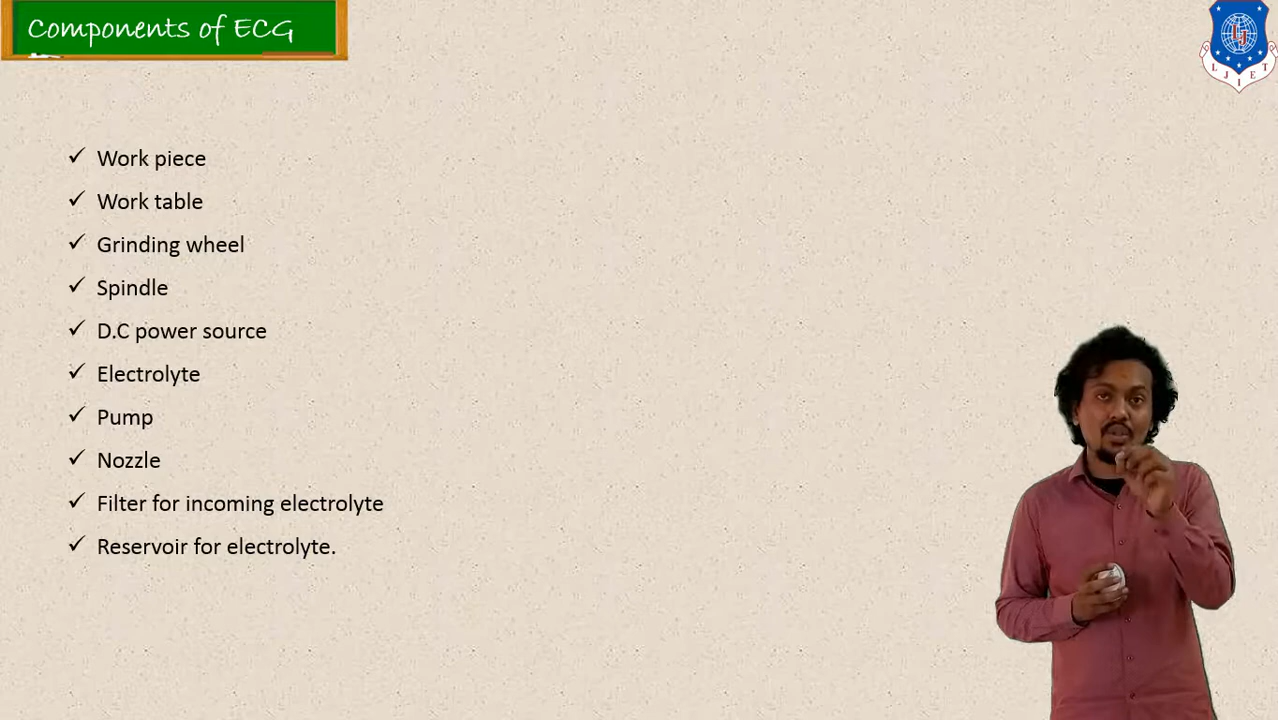 Components of ECG
LJIET
✓ Work piece
✓ Work table
✓ Grinding wheel
✓ Spindle
✓ D.C power source
✓ Electrolyte
✓ Pump
✓ Nozzle
✓ Filter for incoming electrolyte
✓ Reservoir for electrolyte.